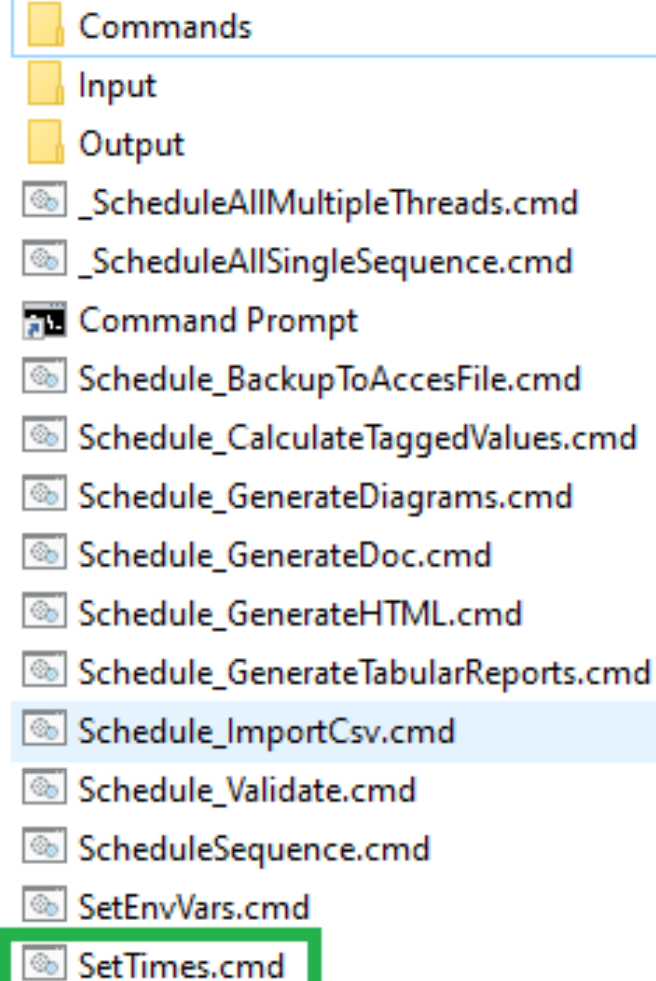 Commands
Input
Output
_ScheduleAllMultipleThreads.cmd
_ScheduleAllSingleSequence.cmd
Command Prompt
Schedule_BackupToAccesFile.cmd
Schedule_CalculateTaggedValues.cmd
Schedule_GenerateDiagrams.cmd
Schedule_GenerateDoc.cmd
Schedule_GenerateHTML.cmd
Schedule_GenerateTabularReports.cmd
Schedule_ImportCsv.cmd
Schedule_Validate.cmd
ScheduleSequence.cmd
SetEnvVars.cmd
SetTimes.cmd